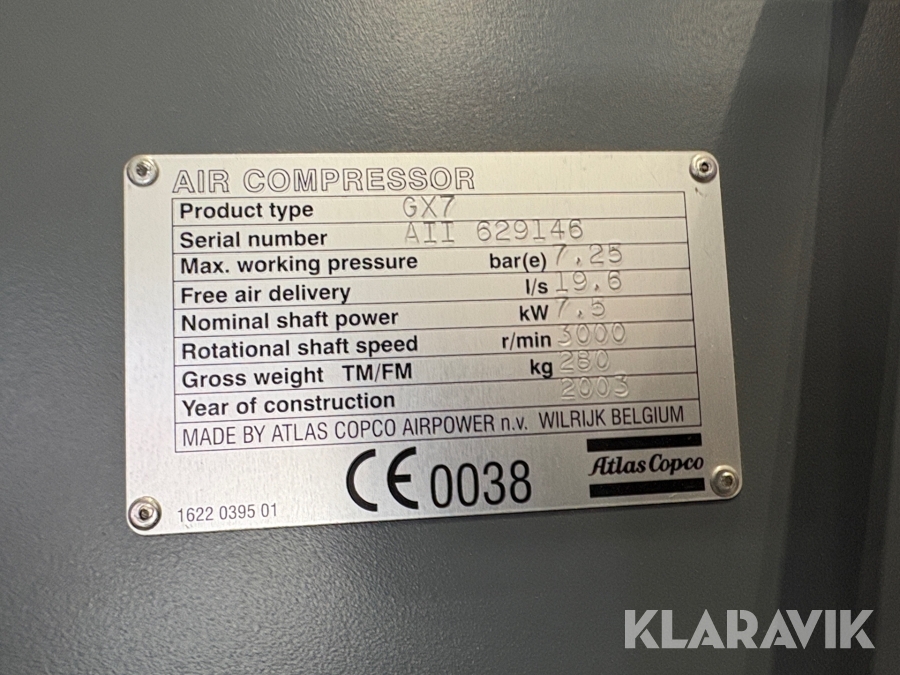 AIR COMPRESSOR
Product type GX7
Serial number AII 629146
Max. working pressure bar(e) 7,25
Free air delivery l/s 19,6
Nominal shaft power kW 7,5
Rotational shaft speed r/min 3000
Gross weight TM/FM kg 280
Year of construction 2003
MADE BY ATLAS COPCO AIRPOWER n.v. WILRIJK BELGIUM
CE 0038
Atlas Copco
1622 0395 01
KLARAVIK